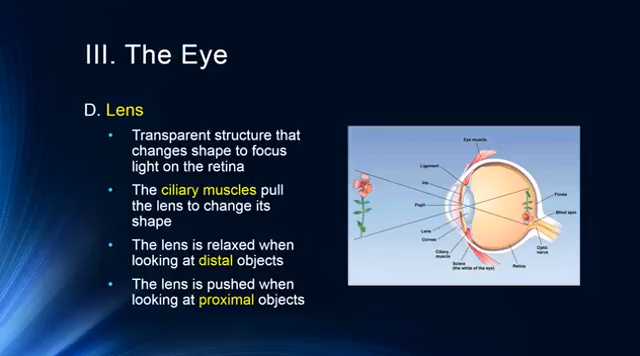 III. The Eye
D. Lens
• Transparent structure that
changes shape to focus
light on the retina
• The ciliary muscles pull
the lens to change its
shape
• The lens is relaxed when
looking at distal objects
• The lens is pushed when
looking at proximal objects
Eye muscle
Ligament
Iris
Pupil
Lens
Cornea
Ciliary
muscle
Sclera
(the white of the eye)
Retina
Fovea
Blind spot
Optic
nerve